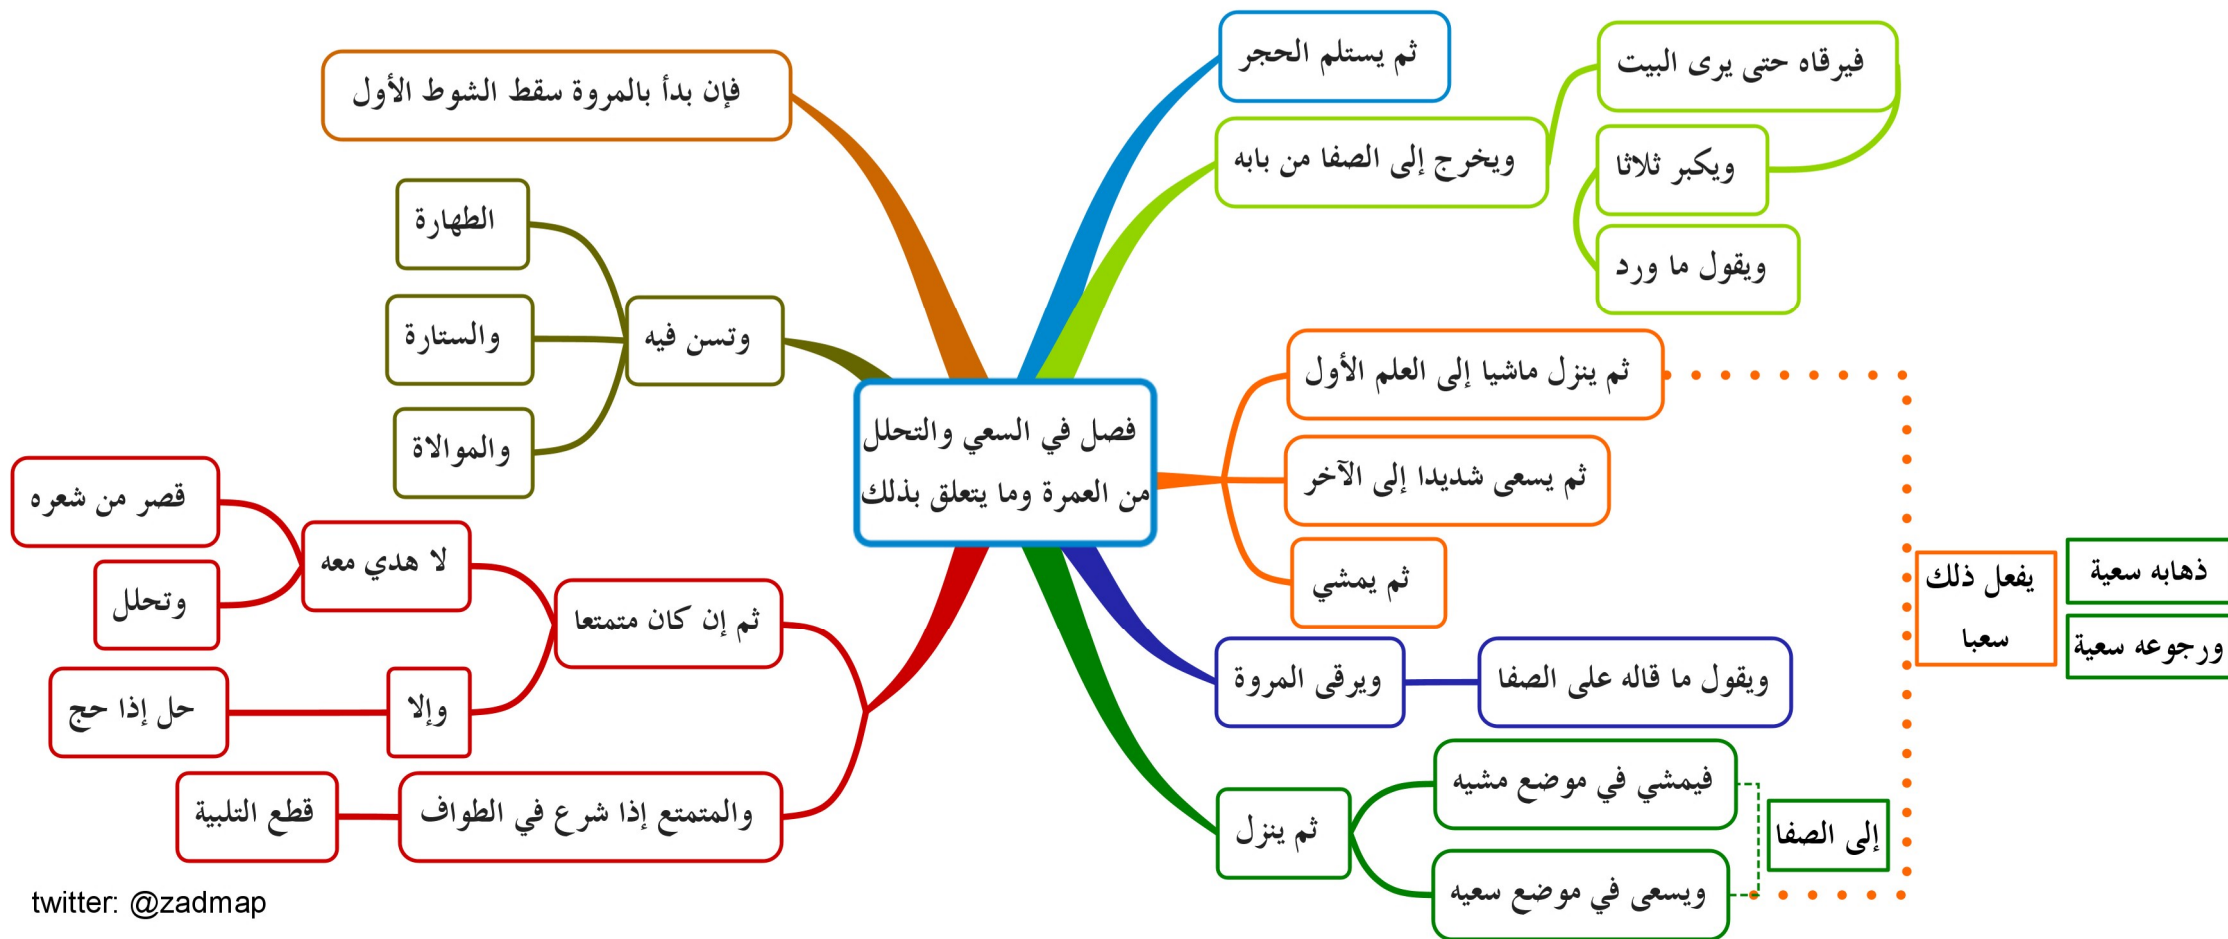 فصل في السعي والتحلل
من العمرة وما يتعلق بذلك
ثم يستلم الحجر
ويخرج إلى الصفا من بابه
فيرقاه حتى يرى البيت
ويكبر ثلاثا
ويقول ما ورد
ثم ينزل ماشيا إلى العلم الأول
ثم يسعى شديدا إلى الآخر
ثم يمشي
ويرقى المروة
ويقول ما قاله على الصفا
ثم ينزل
فيمشي في موضع مشيه
ويسعى في موضع سعيه
إلى الصفا
يفعل ذلك
سعبا
ذهابه سعية
ورجوعه سعية
فإن بدأ بالمروة سقط الشوط الأول
وتسن فيه
الطهارة
والستارة
والموالاة
ثم إن كان متمتعا
لا هدي معه
قصر من شعره
وتحلل
وإلا
حل إذا حج
والمتمتع إذا شرع في الطواف
قطع التلبية
twitter: @zadmap